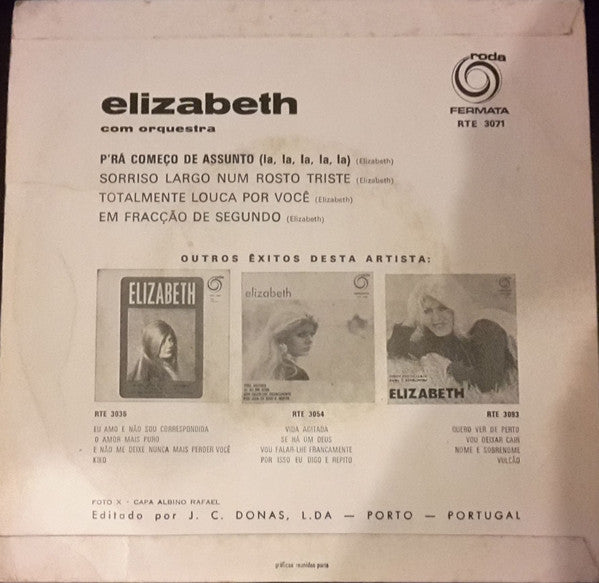 roda
FERMATA
RTE 3071
elizabeth
com orquestra
P'RÁ COMEÇO DE ASSUNTO (la, la, la, la, la) (Elizabeth)
SORRISO LARGO NUM ROSTO TRISTE (Elizabeth)
TOTALMENTE LOUCA POR VOCÊ (Elizabeth)
EM FRACÇÃO DE SEGUNDO (Elizabeth)
OUTROS ÊXITOS DESTA ARTISTA:
ELIZABETH
elizabeth
ELIZABETH
RTE 3036
EU AMO E NÃO SOU CORRESPONDIDA
O AMOR MAIS PURO
E NÃO ME DEIXE NUNCA MAIS PERDER VOCÊ
KIKO
RTE 3054
VIDA AGITADA
SE HÁ UM DEUS
VOU FALAR-LHE FRANCAMENTE
POR ISSO EU DIGO E REPITO
RTE 3093
QUERO VER DE PERTO
VOU DEIXAR CAIR
NOME E SOBRENOME
VULCÃO
FOTO X - CAPA ALBINO RAFAEL
Editado por J. C. DONAS, L.DA — PORTO — PORTUGAL
gráficas reunidas porto